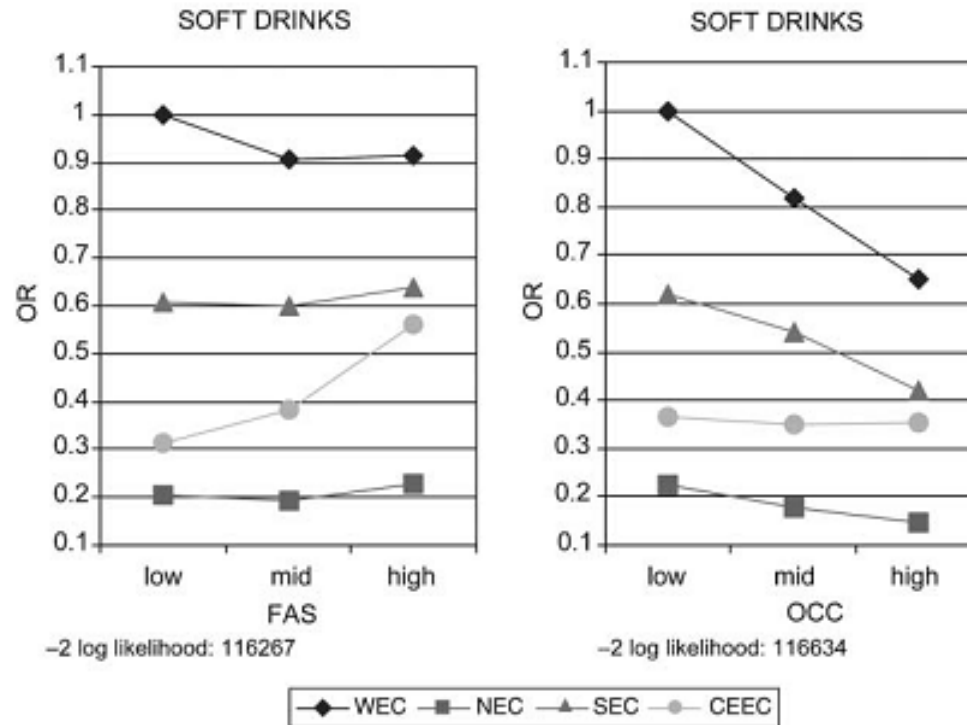 SOFT DRINKS
1.1
1
0.9
0.8
0.7
0.6
0.5
0.4
0.3
0.2
0.1
OR
low mid high
FAS
–2 log likelihood: 116267
SOFT DRINKS
1.1
1
0.9
0.8
0.7
0.6
0.5
0.4
0.3
0.2
0.1
OR
low mid high
OCC
–2 log likelihood: 116634
WEC NEC SEC CEEC